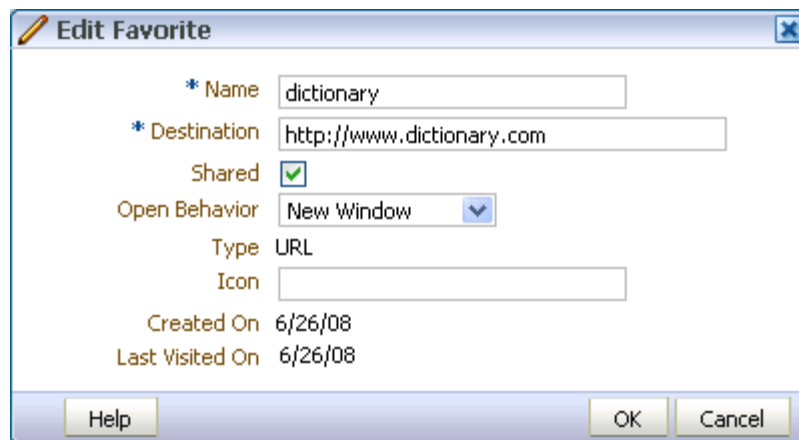 Edit Favorite
* Name dictionary
* Destination http://www.dictionary.com
Shared
Open Behavior New Window
Type URL
Icon
Created On 6/26/08
Last Visited On 6/26/08
Help OK Cancel